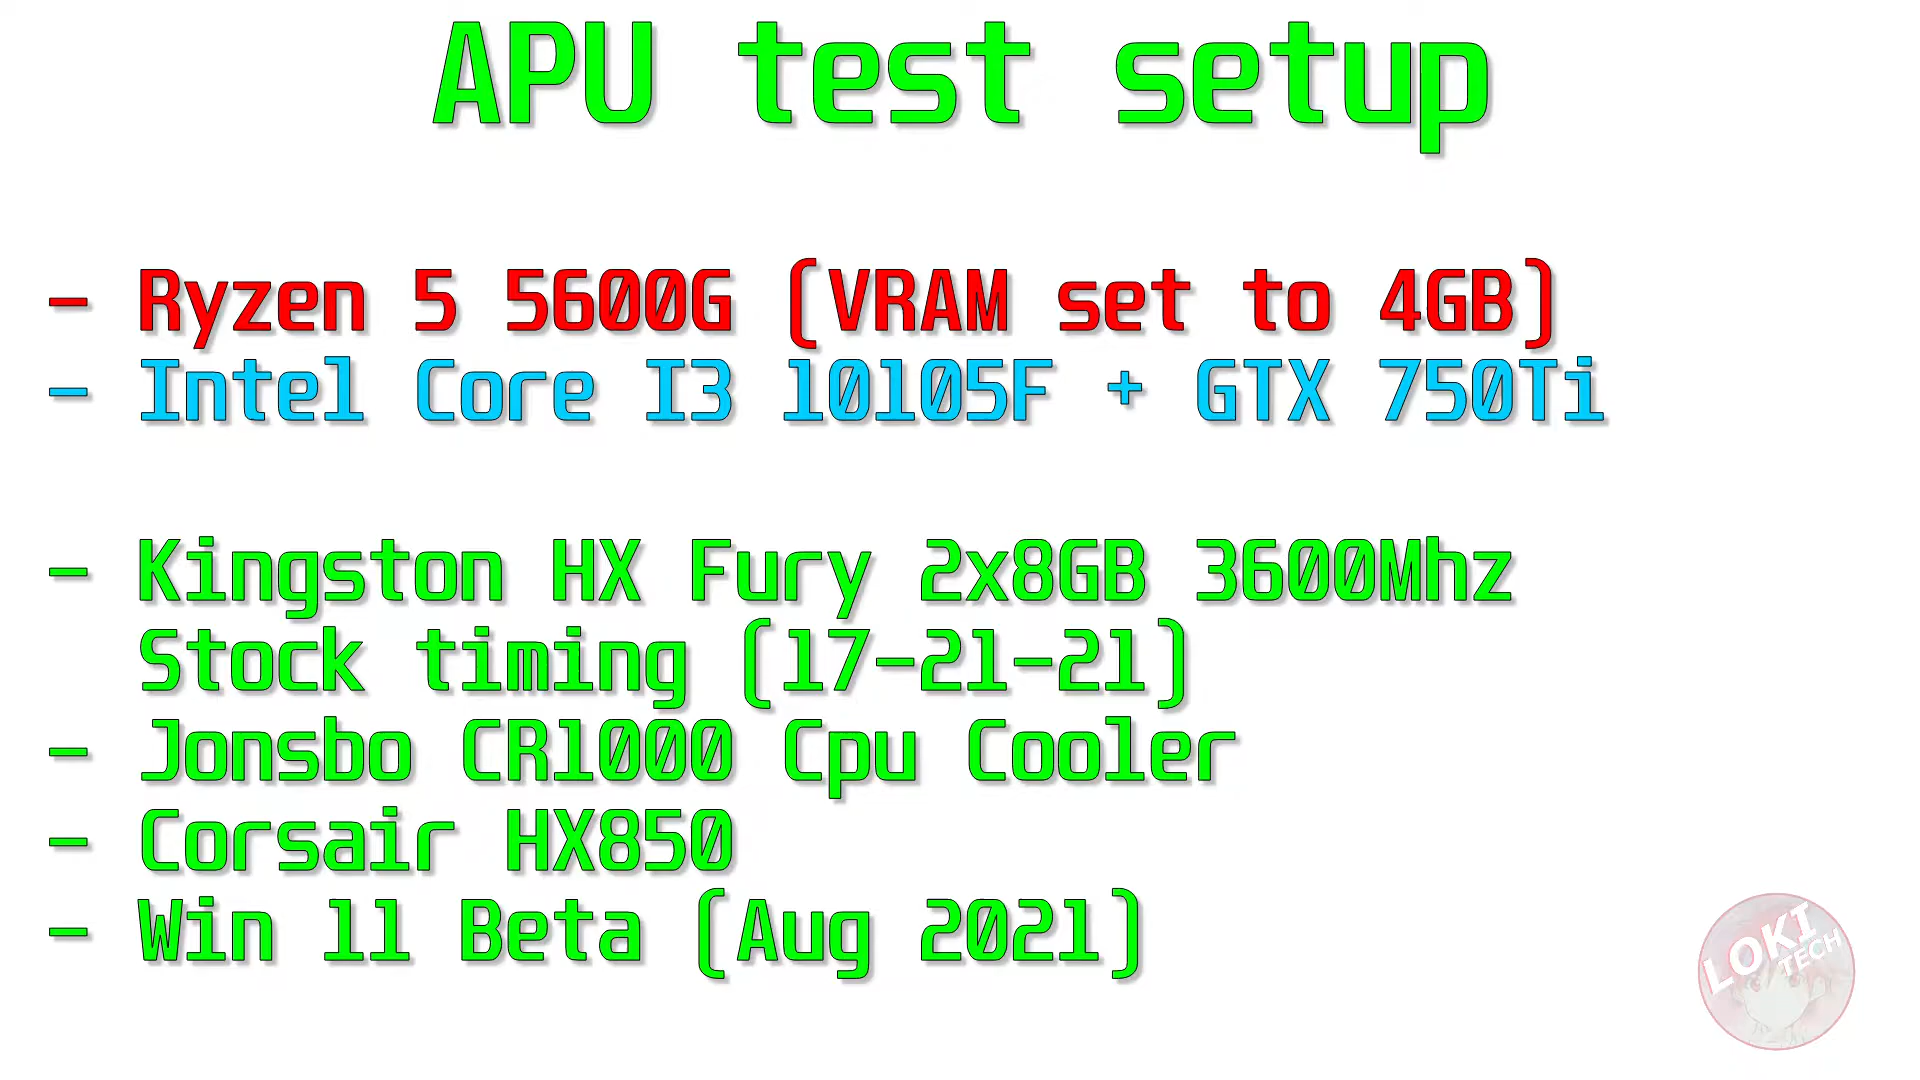 APU test setup
- Ryzen 5 5600G (VRAM set to 4GB)
- Intel Core I3 10105F + GTX 750Ti
- Kingston HX Fury 2x8GB 3600Mhz
Stock timing (17-21-21)
- Jonsbo CR1000 Cpu Cooler
- Corsair HX850
- Win 11 Beta (Aug 2021)
LOKI
TECH